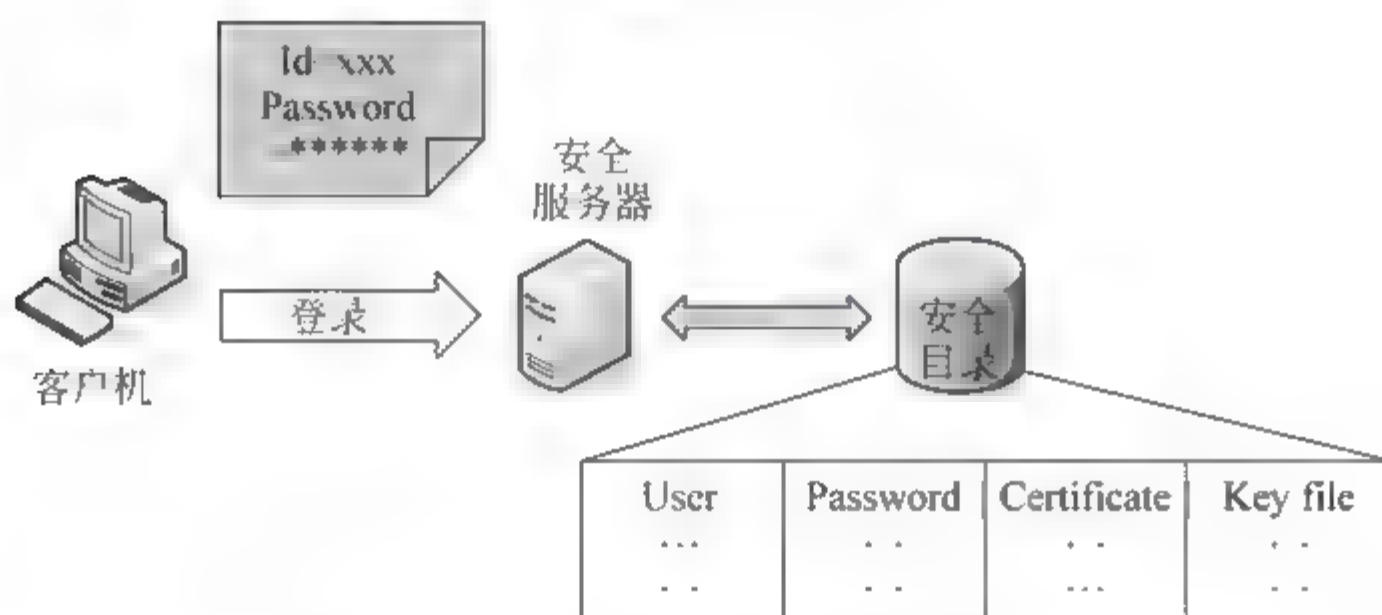 Id xxx
Password
******
安全
服务器
登录
安全
目录
客户机
User Password Certificate Key file
... .. .. ..
.. .. ... ..